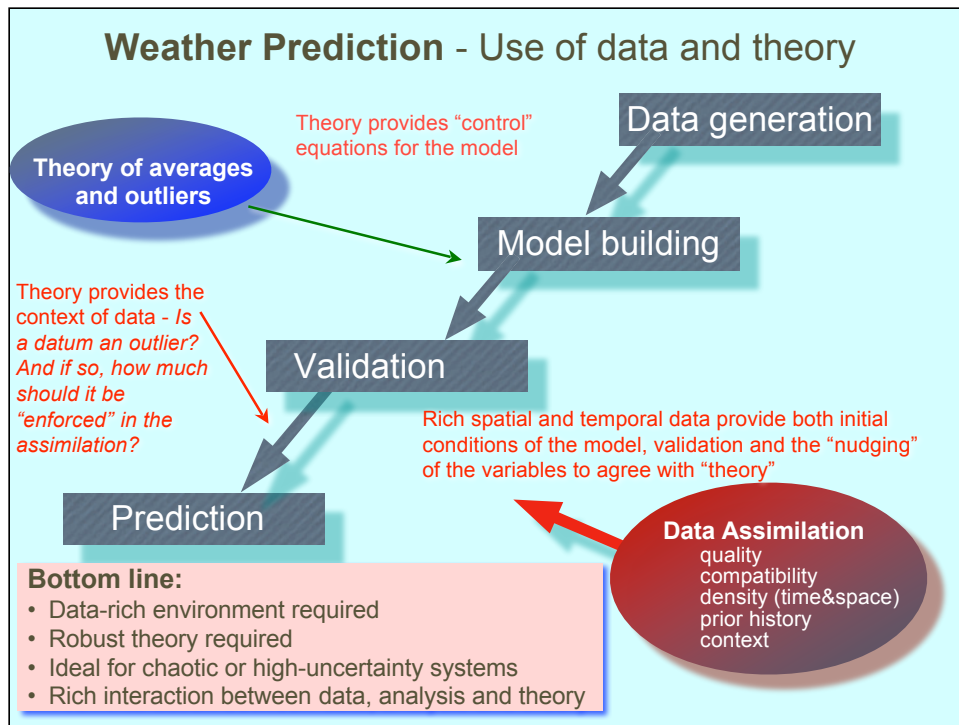 Weather Prediction - Use of data and theory
Data generation
Theory provides “control”
equations for the model
Theory of averages
and outliers
Model building
Theory provides the
context of data - Is
a datum an outlier?
And if so, how much
should it be
“enforced” in the
assimilation?
Validation
Rich spatial and temporal data provide both initial
conditions of the model, validation and the “nudging”
of the variables to agree with “theory”
Prediction
Data Assimilation
quality
compatibility
density (time&space)
prior history
context
Bottom line:
• Data-rich environment required
• Robust theory required
• Ideal for chaotic or high-uncertainty systems
• Rich interaction between data, analysis and theory